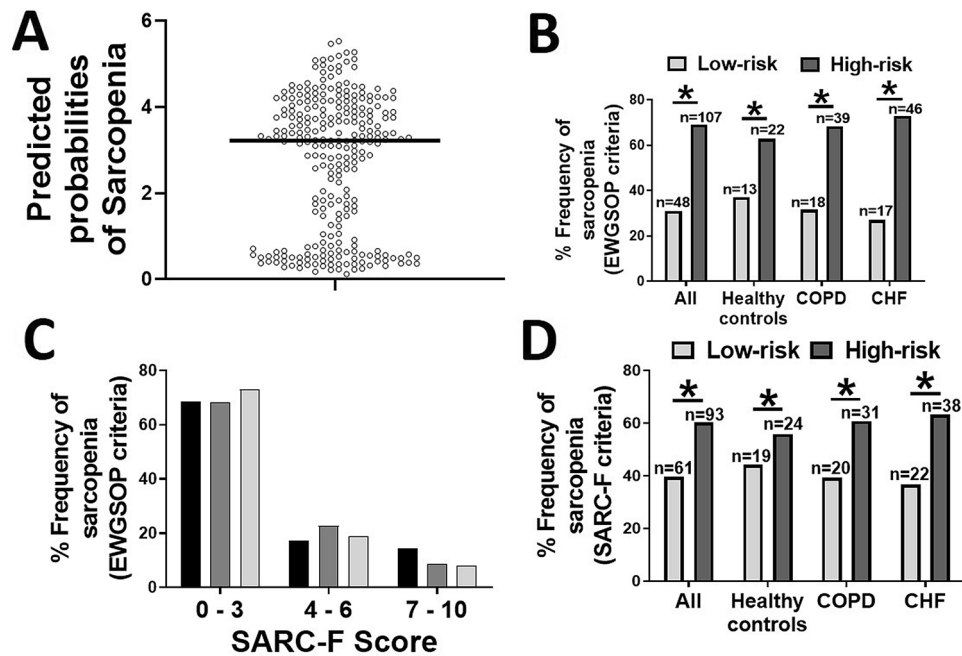 A
Predicted
probabilities
of Sarcopenia
6
4
2
0
B
Low-risk High-risk
% Frequency of
sarcopenia
(EWGSOP criteria)
80
60
40
20
0
* * * *
n=48 n=107 n=13 n=22 n=18 n=39 n=17 n=46
All Healthy controls COPD CHF
C
% Frequency of
sarcopenia
(EWGSOP criteria)
80
60
40
20
0
0 - 3 4 - 6 7 - 10
SARC-F Score
D
Low-risk High-risk
% Frequency of
sarcopenia
(SARC-F criteria)
80
60
40
20
0
* * * *
n=61 n=93 n=19 n=24 n=20 n=31 n=22 n=38
All Healthy controls COPD CHF